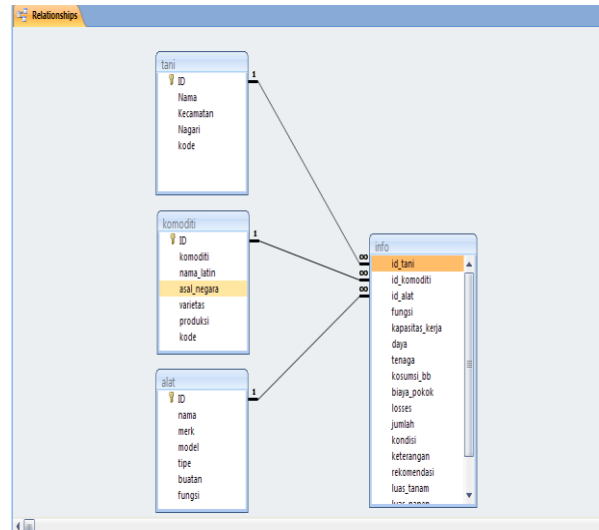 Relationships
tani
ID
Nama
Kecamatan
Nagari
kode
1
komoditi
ID
komoditi
nama_latin
asal_negara
varietas
produksi
kode
1
alat
ID
nama
merk
model
tipe
buatan
fungsi
1
info
∞ id_tani
∞ id_komoditi
∞ id_alat
fungsi
kapasitas_kerja
daya
tenaga
kosumsi_bb
biaya_pokok
losses
jumlah
kondisi
keterangan
rekomendasi
luas_tanam